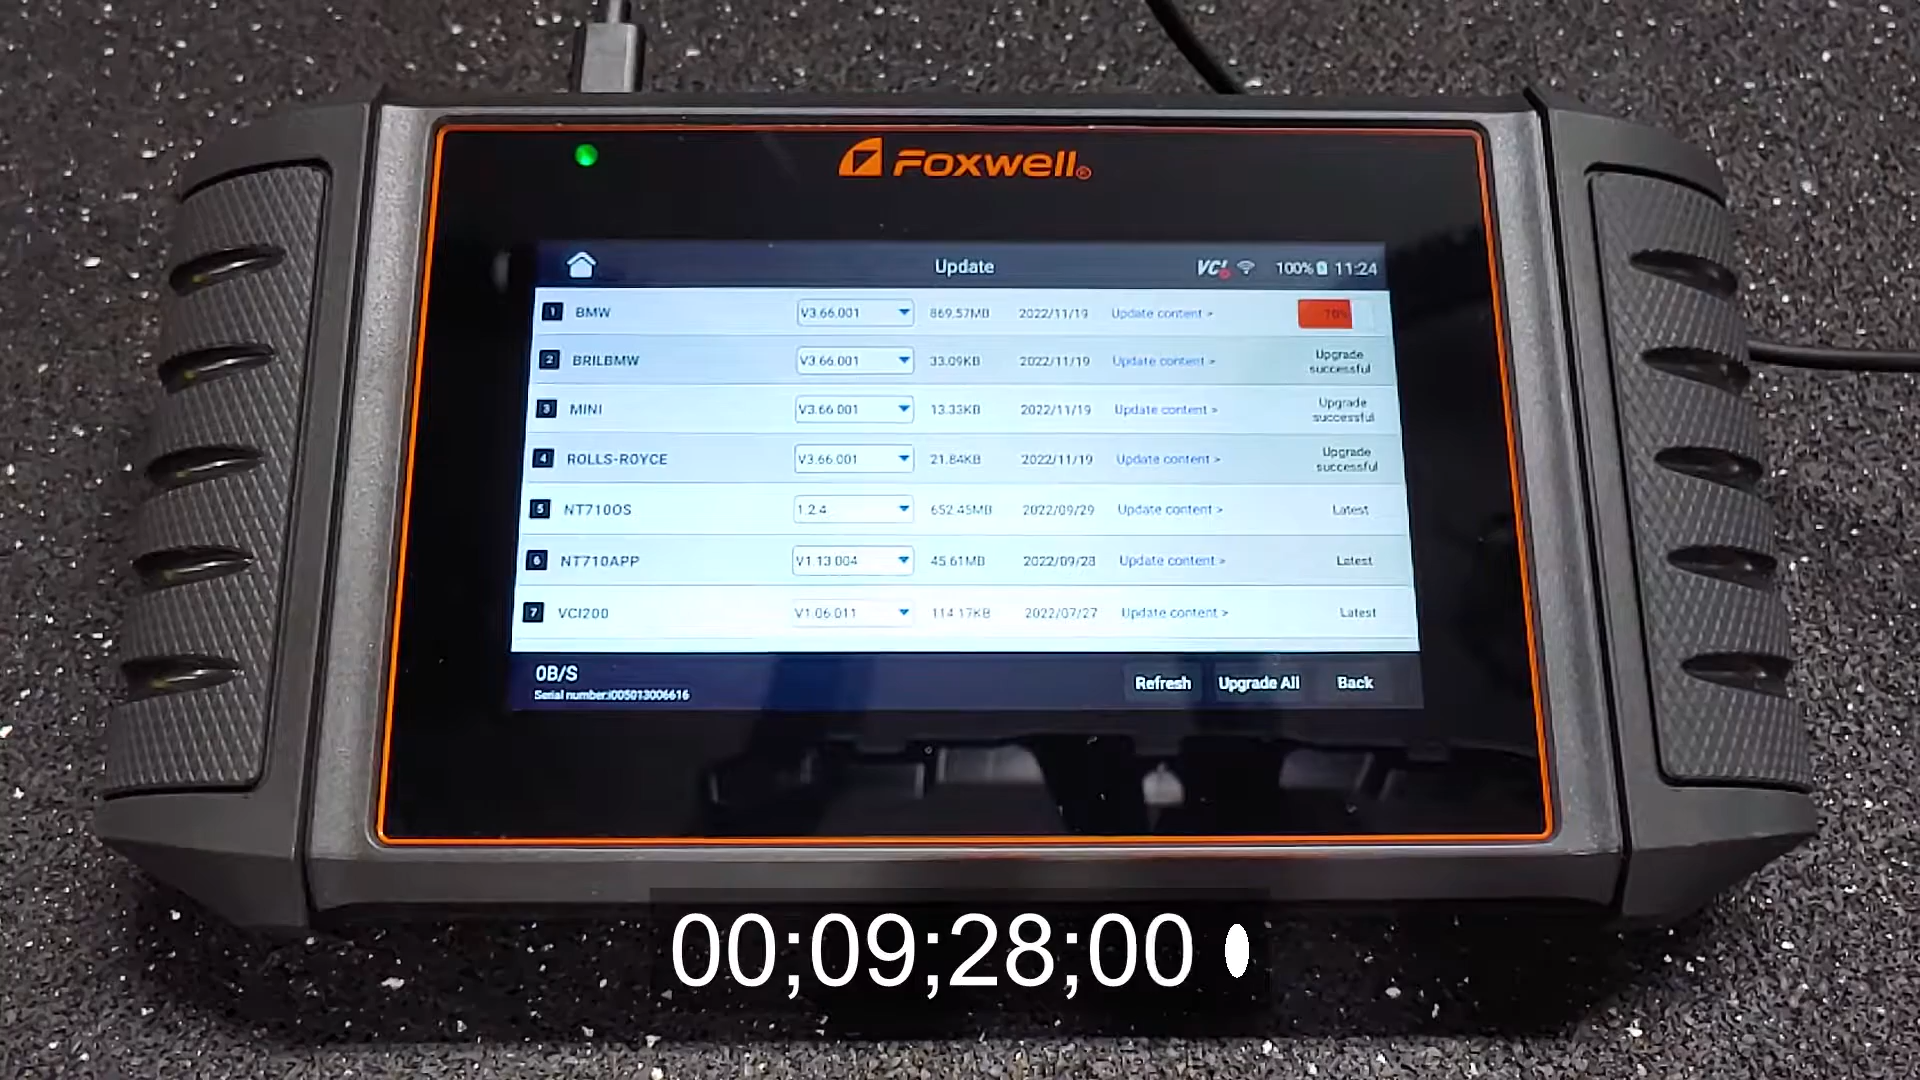 Foxwell®
Update
VCI 100% 11:24
1 BMW V3.66.001 869.57MB 2022/11/19 Update content > 70%
2 BRILBMW V3.66.001 33.09KB 2022/11/19 Update content > Upgrade successful
3 MINI V3.66.001 13.33KB 2022/11/19 Update content > Upgrade successful
4 ROLLS-ROYCE V3.66.001 21.84KB 2022/11/19 Update content > Upgrade successful
5 NT710OS 1.2.4 652.45MB 2022/09/29 Update content > Latest
6 NT710APP V1.13.004 45.61MB 2022/09/28 Update content > Latest
7 VCI200 V1.06.011 114.17KB 2022/07/27 Update content > Latest
0B/S
Serial number:i005013006616
Refresh Upgrade All Back
00;09;28;00